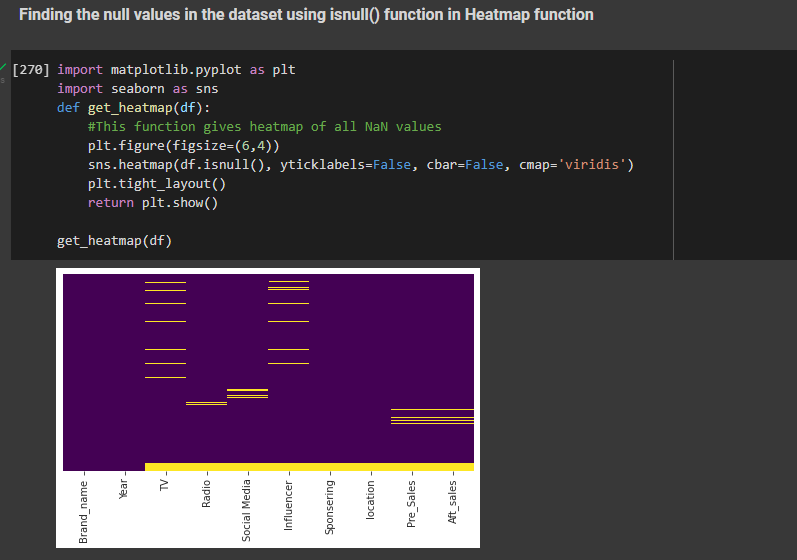 Finding the null values in the dataset using isnull() function in Heatmap function
[270] import matplotlib.pyplot as plt
import seaborn as sns
def get_heatmap(df):
#This function gives heatmap of all NaN values
plt.figure(figsize=(6,4))
sns.heatmap(df.isnull(), yticklabels=False, cbar=False, cmap='viridis')
plt.tight_layout()
return plt.show()
get_heatmap(df)
Brand_name
Year
TV
Radio
Social Media
Influencer
Sponsering
location
Pre_Sales
Aft_sales